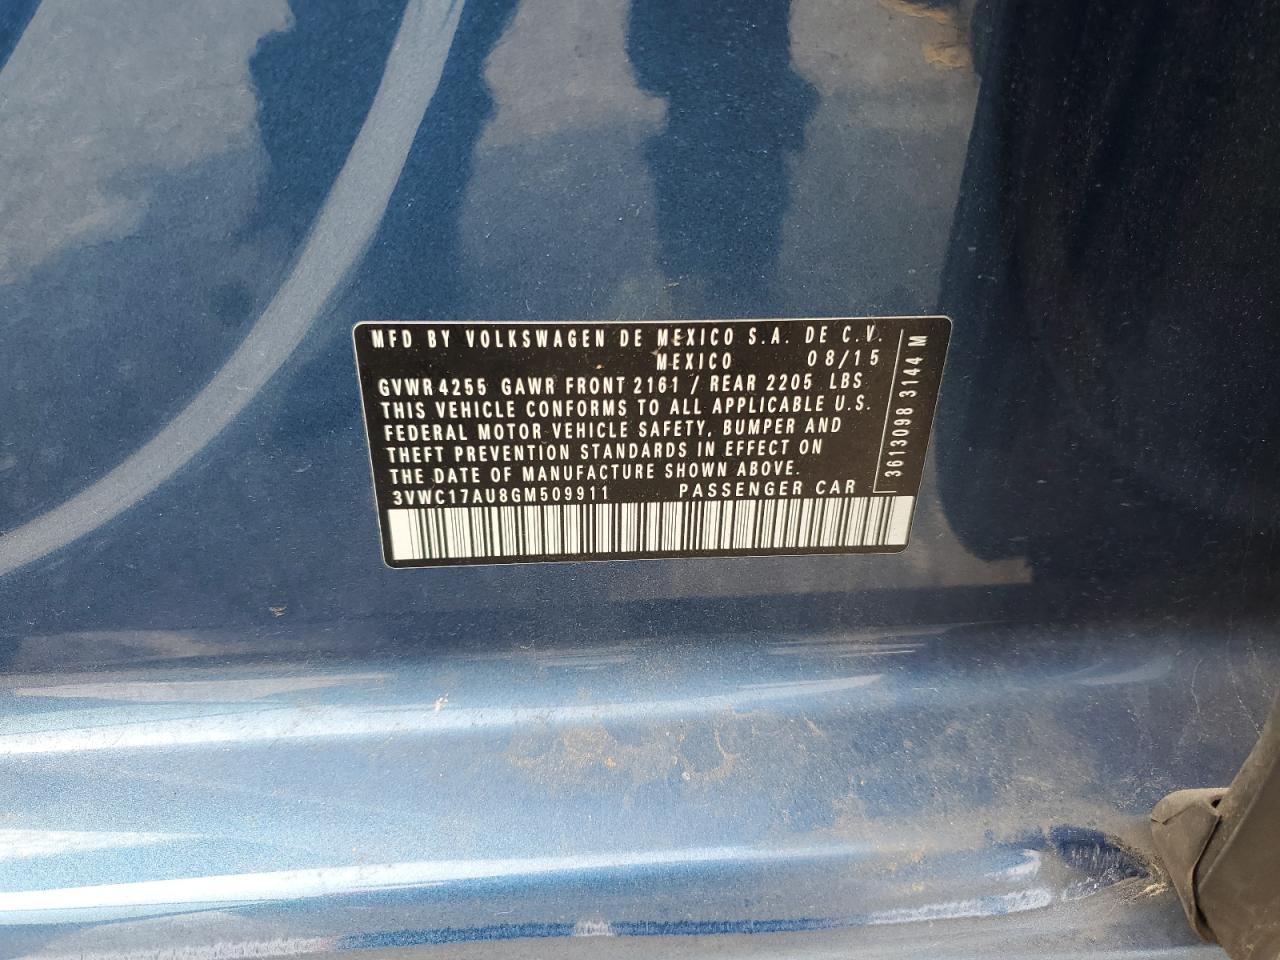 MFD BY VOLKSWAGEN DE MEXICO S.A. DE C.V.
MEXICO 08/15
GVWR 4255 GAWR FRONT 2161 / REAR 2205 LBS
THIS VEHICLE CONFORMS TO ALL APPLICABLE U.S.
FEDERAL MOTOR VEHICLE SAFETY, BUMPER AND
THEFT PREVENTION STANDARDS IN EFFECT ON
THE DATE OF MANUFACTURE SHOWN ABOVE.
3VWC17AU8GM509911 PASSENGER CAR
3613098 3144 M